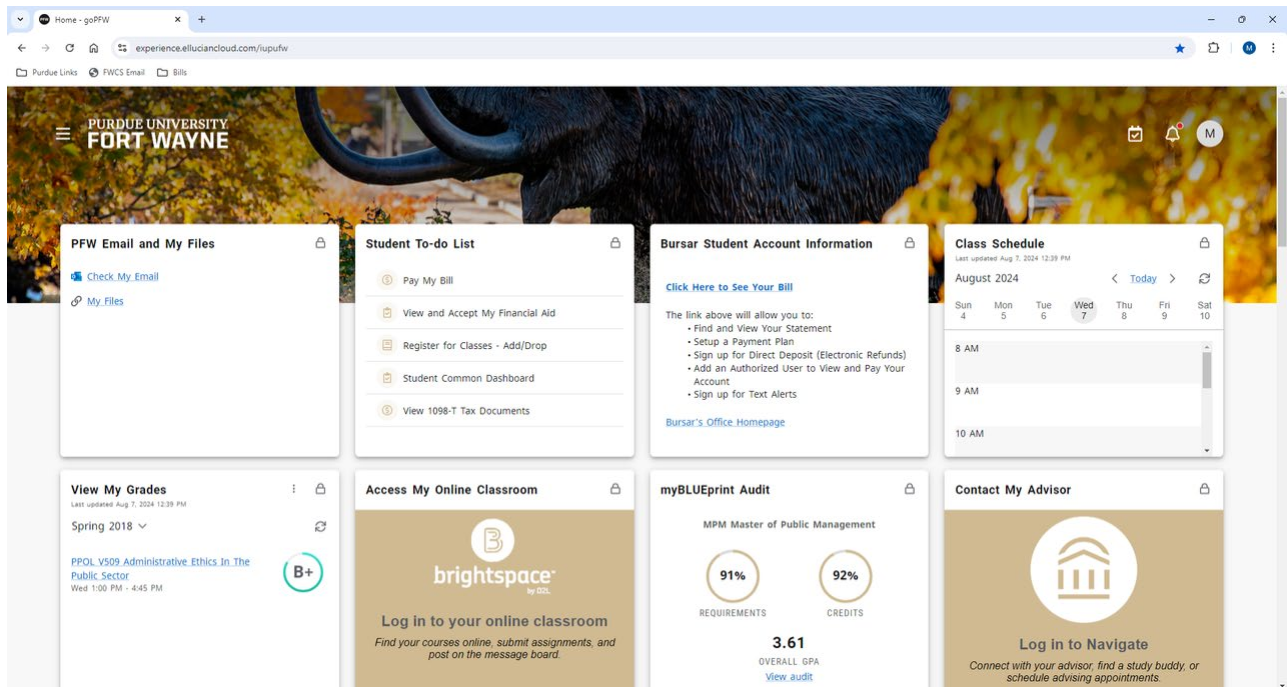 Home - goPFW
experience.elluciancloud.com/iupufw
M
Purdue Links
FWCS Email
Bills
PURDUE UNIVERSITY
FORT WAYNE
M
PFW Email and My Files
Check My Email
My Files
Student To-do List
Pay My Bill
View and Accept My Financial Aid
Register for Classes - Add/Drop
Student Common Dashboard
View 1098-T Tax Documents
Bursar Student Account Information
Click Here to See Your Bill
The link above will allow you to:
• Find and View Your Statement
• Setup a Payment Plan
• Sign up for Direct Deposit (Electronic Refunds)
• Add an Authorized User to View and Pay Your
Account
• Sign up for Text Alerts
Bursar's Office Homepage
Class Schedule
Last updated Aug 7, 2024 12:39 PM
August 2024
Today
Sun Mon Tue Wed Thu Fri Sat
4 5 6 7 8 9 10
8 AM
9 AM
10 AM
View My Grades
Last updated Aug 7, 2024 12:39 PM
Spring 2018
PPOL V509 Administrative Ethics In The
Public Sector
Wed 1:00 PM - 4:45 PM
B+
Access My Online Classroom
B
brightspace
by D2L
Log in to your online classroom
Find your courses online, submit assignments, and
post on the message board.
myBLUEprint Audit
MPM Master of Public Management
91% 92%
REQUIREMENTS CREDITS
3.61
OVERALL GPA
View audit
Contact My Advisor
Log in to Navigate
Connect with your advisor, find a study buddy, or
schedule advising appointments.